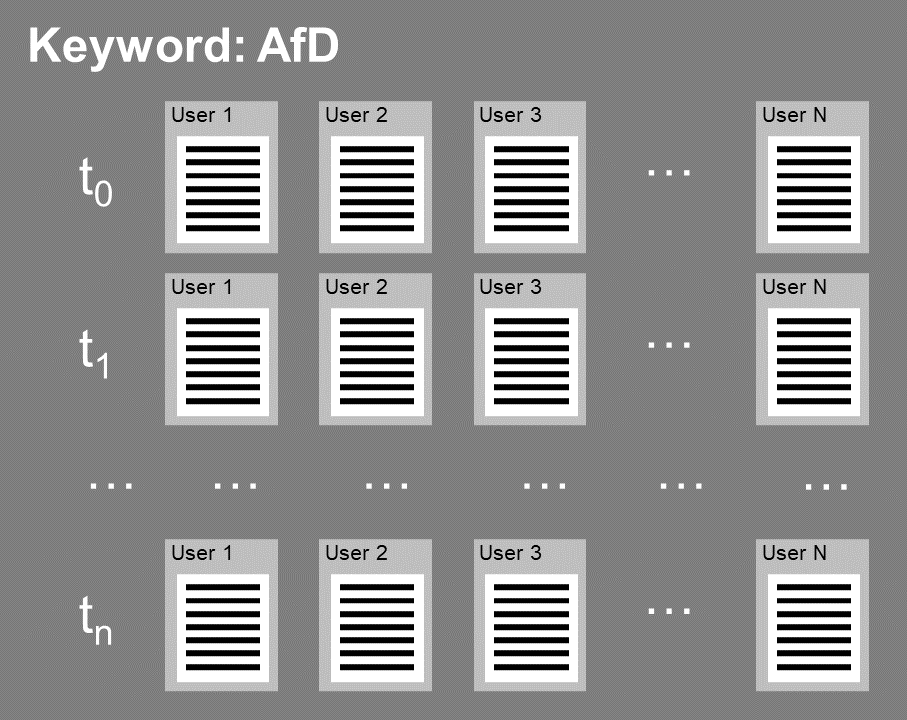 Keyword: AfD
t0 User 1 User 2 User 3 ... User N
t1 User 1 User 2 User 3 ... User N
... ... ... ... ... ...
tn User 1 User 2 User 3 ... User N